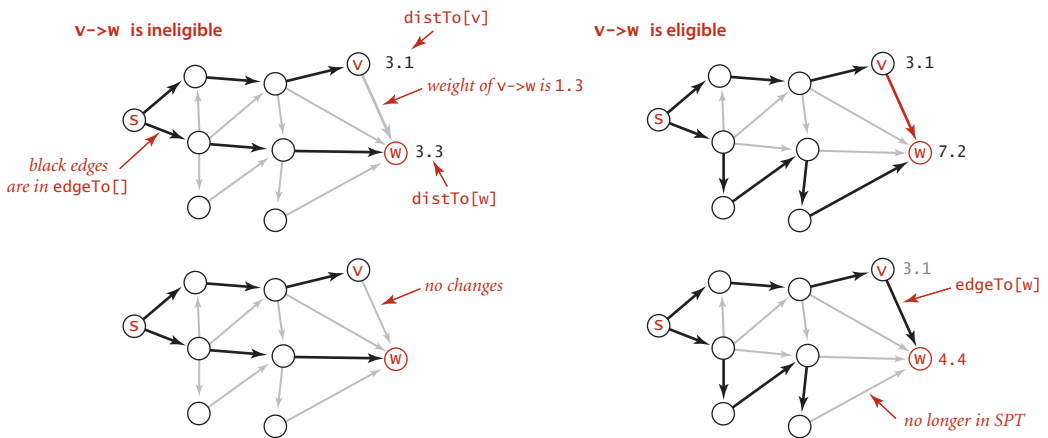 v->w is ineligible
distTo[v]
v 3.1
weight of v->w is 1.3
s
black edges
are in edgeTo[]
w 3.3
distTo[w]
v
no changes
s
w
v->w is eligible
v 3.1
s
w 7.2
v 3.1
edgeTo[w]
s
w 4.4
no longer in SPT